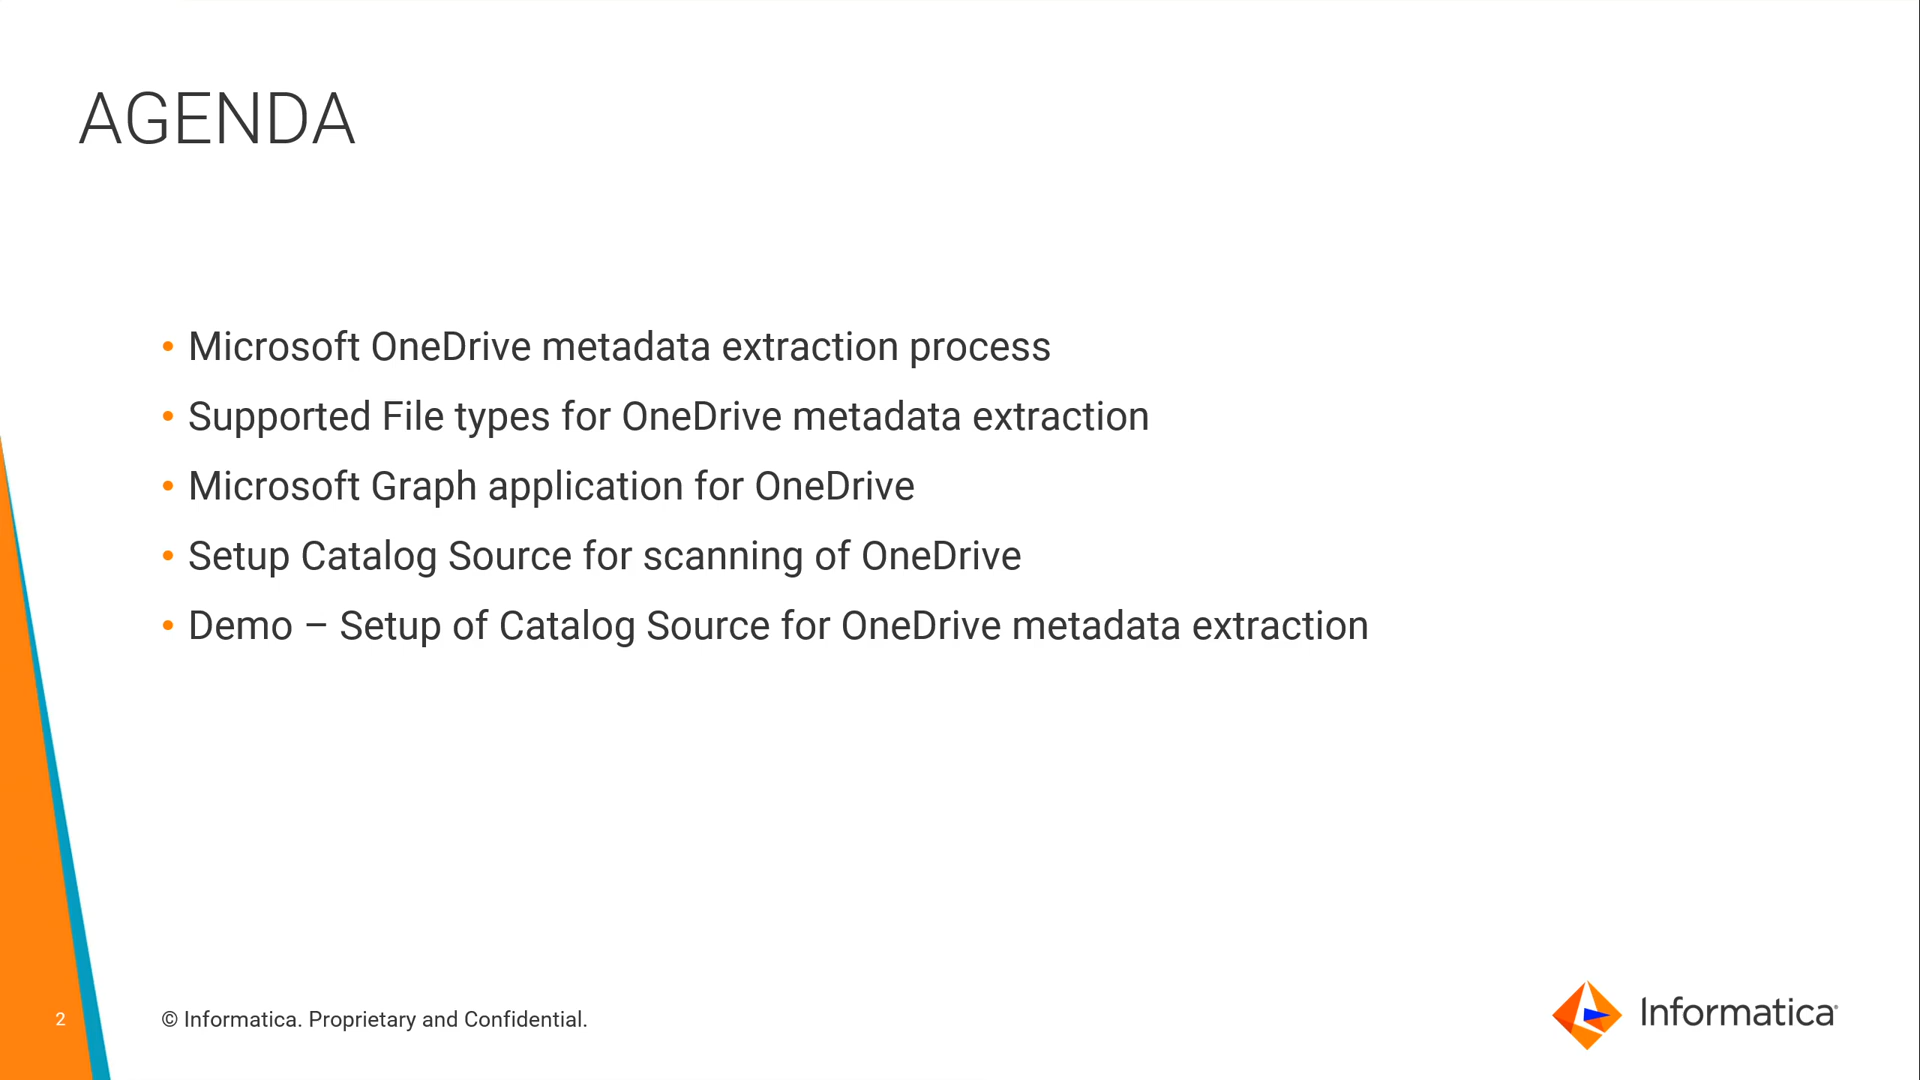 AGENDA
• Microsoft OneDrive metadata extraction process
• Supported File types for OneDrive metadata extraction
• Microsoft Graph application for OneDrive
• Setup Catalog Source for scanning of OneDrive
• Demo – Setup of Catalog Source for OneDrive metadata extraction
2
© Informatica. Proprietary and Confidential.
Informatica